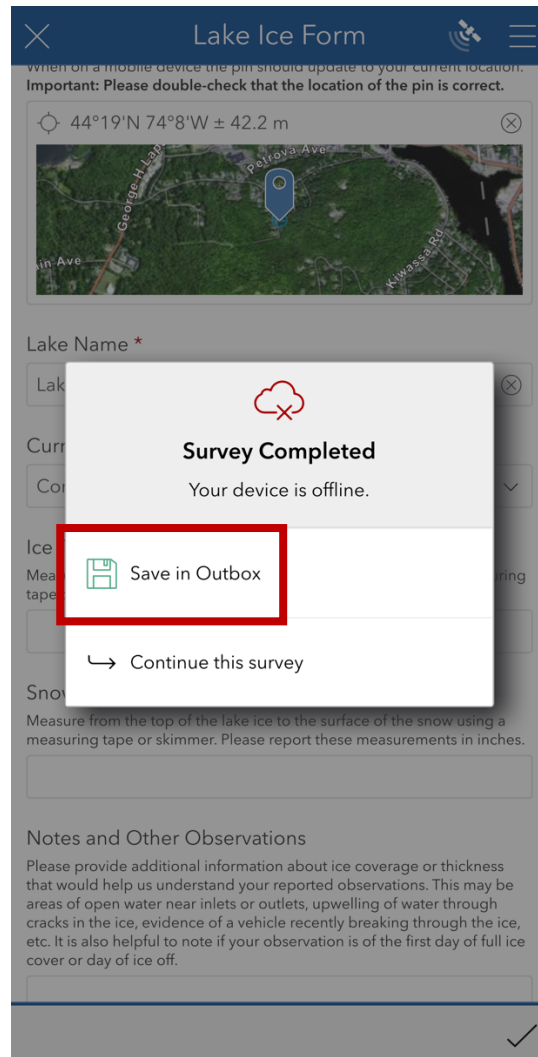 Lake Ice Form
When on a mobile device the pin should update to your current location.
Important: Please double-check that the location of the pin is correct.
44°19'N 74°8'W ± 42.2 m
Petrova Ave
George H Lap
in Ave
Kiwassa Rd
Lake Name *
Lak
Curr
Survey Completed
Your device is offline.
Con
Ice
Save in Outbox
Mea
uring
tape
Continue this survey
Snow
Measure from the top of the lake ice to the surface of the snow using a
measuring tape or skimmer. Please report these measurements in inches.
Notes and Other Observations
Please provide additional information about ice coverage or thickness
that would help us understand your reported observations. This may be
areas of open water near inlets or outlets, upwelling of water through
cracks in the ice, evidence of a vehicle recently breaking through the ice,
etc. It is also helpful to note if your observation is of the first day of full ice
cover or day of ice off.